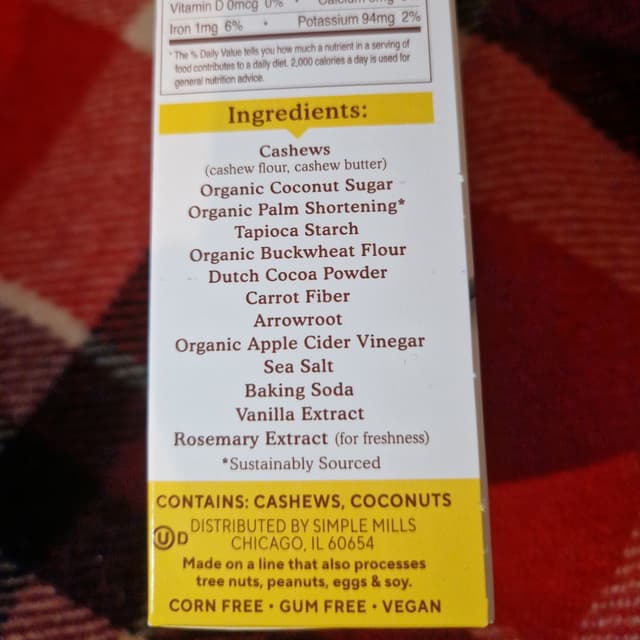 Vitamin D 0mcg 0% •
Iron 1mg 6% • Potassium 94mg 2%
* The % Daily Value tells you how much a nutrient in a serving of
food contributes to a daily diet. 2,000 calories a day is used for
general nutrition advice.
Ingredients:
Cashews
(cashew flour, cashew butter)
Organic Coconut Sugar
Organic Palm Shortening*
Tapioca Starch
Organic Buckwheat Flour
Dutch Cocoa Powder
Carrot Fiber
Arrowroot
Organic Apple Cider Vinegar
Sea Salt
Baking Soda
Vanilla Extract
Rosemary Extract (for freshness)
*Sustainably Sourced
CONTAINS: CASHEWS, COCONUTS
DISTRIBUTED BY SIMPLE MILLS
U D
CHICAGO, IL 60654
Made on a line that also processes
tree nuts, peanuts, eggs & soy.
CORN FREE • GUM FREE • VEGAN